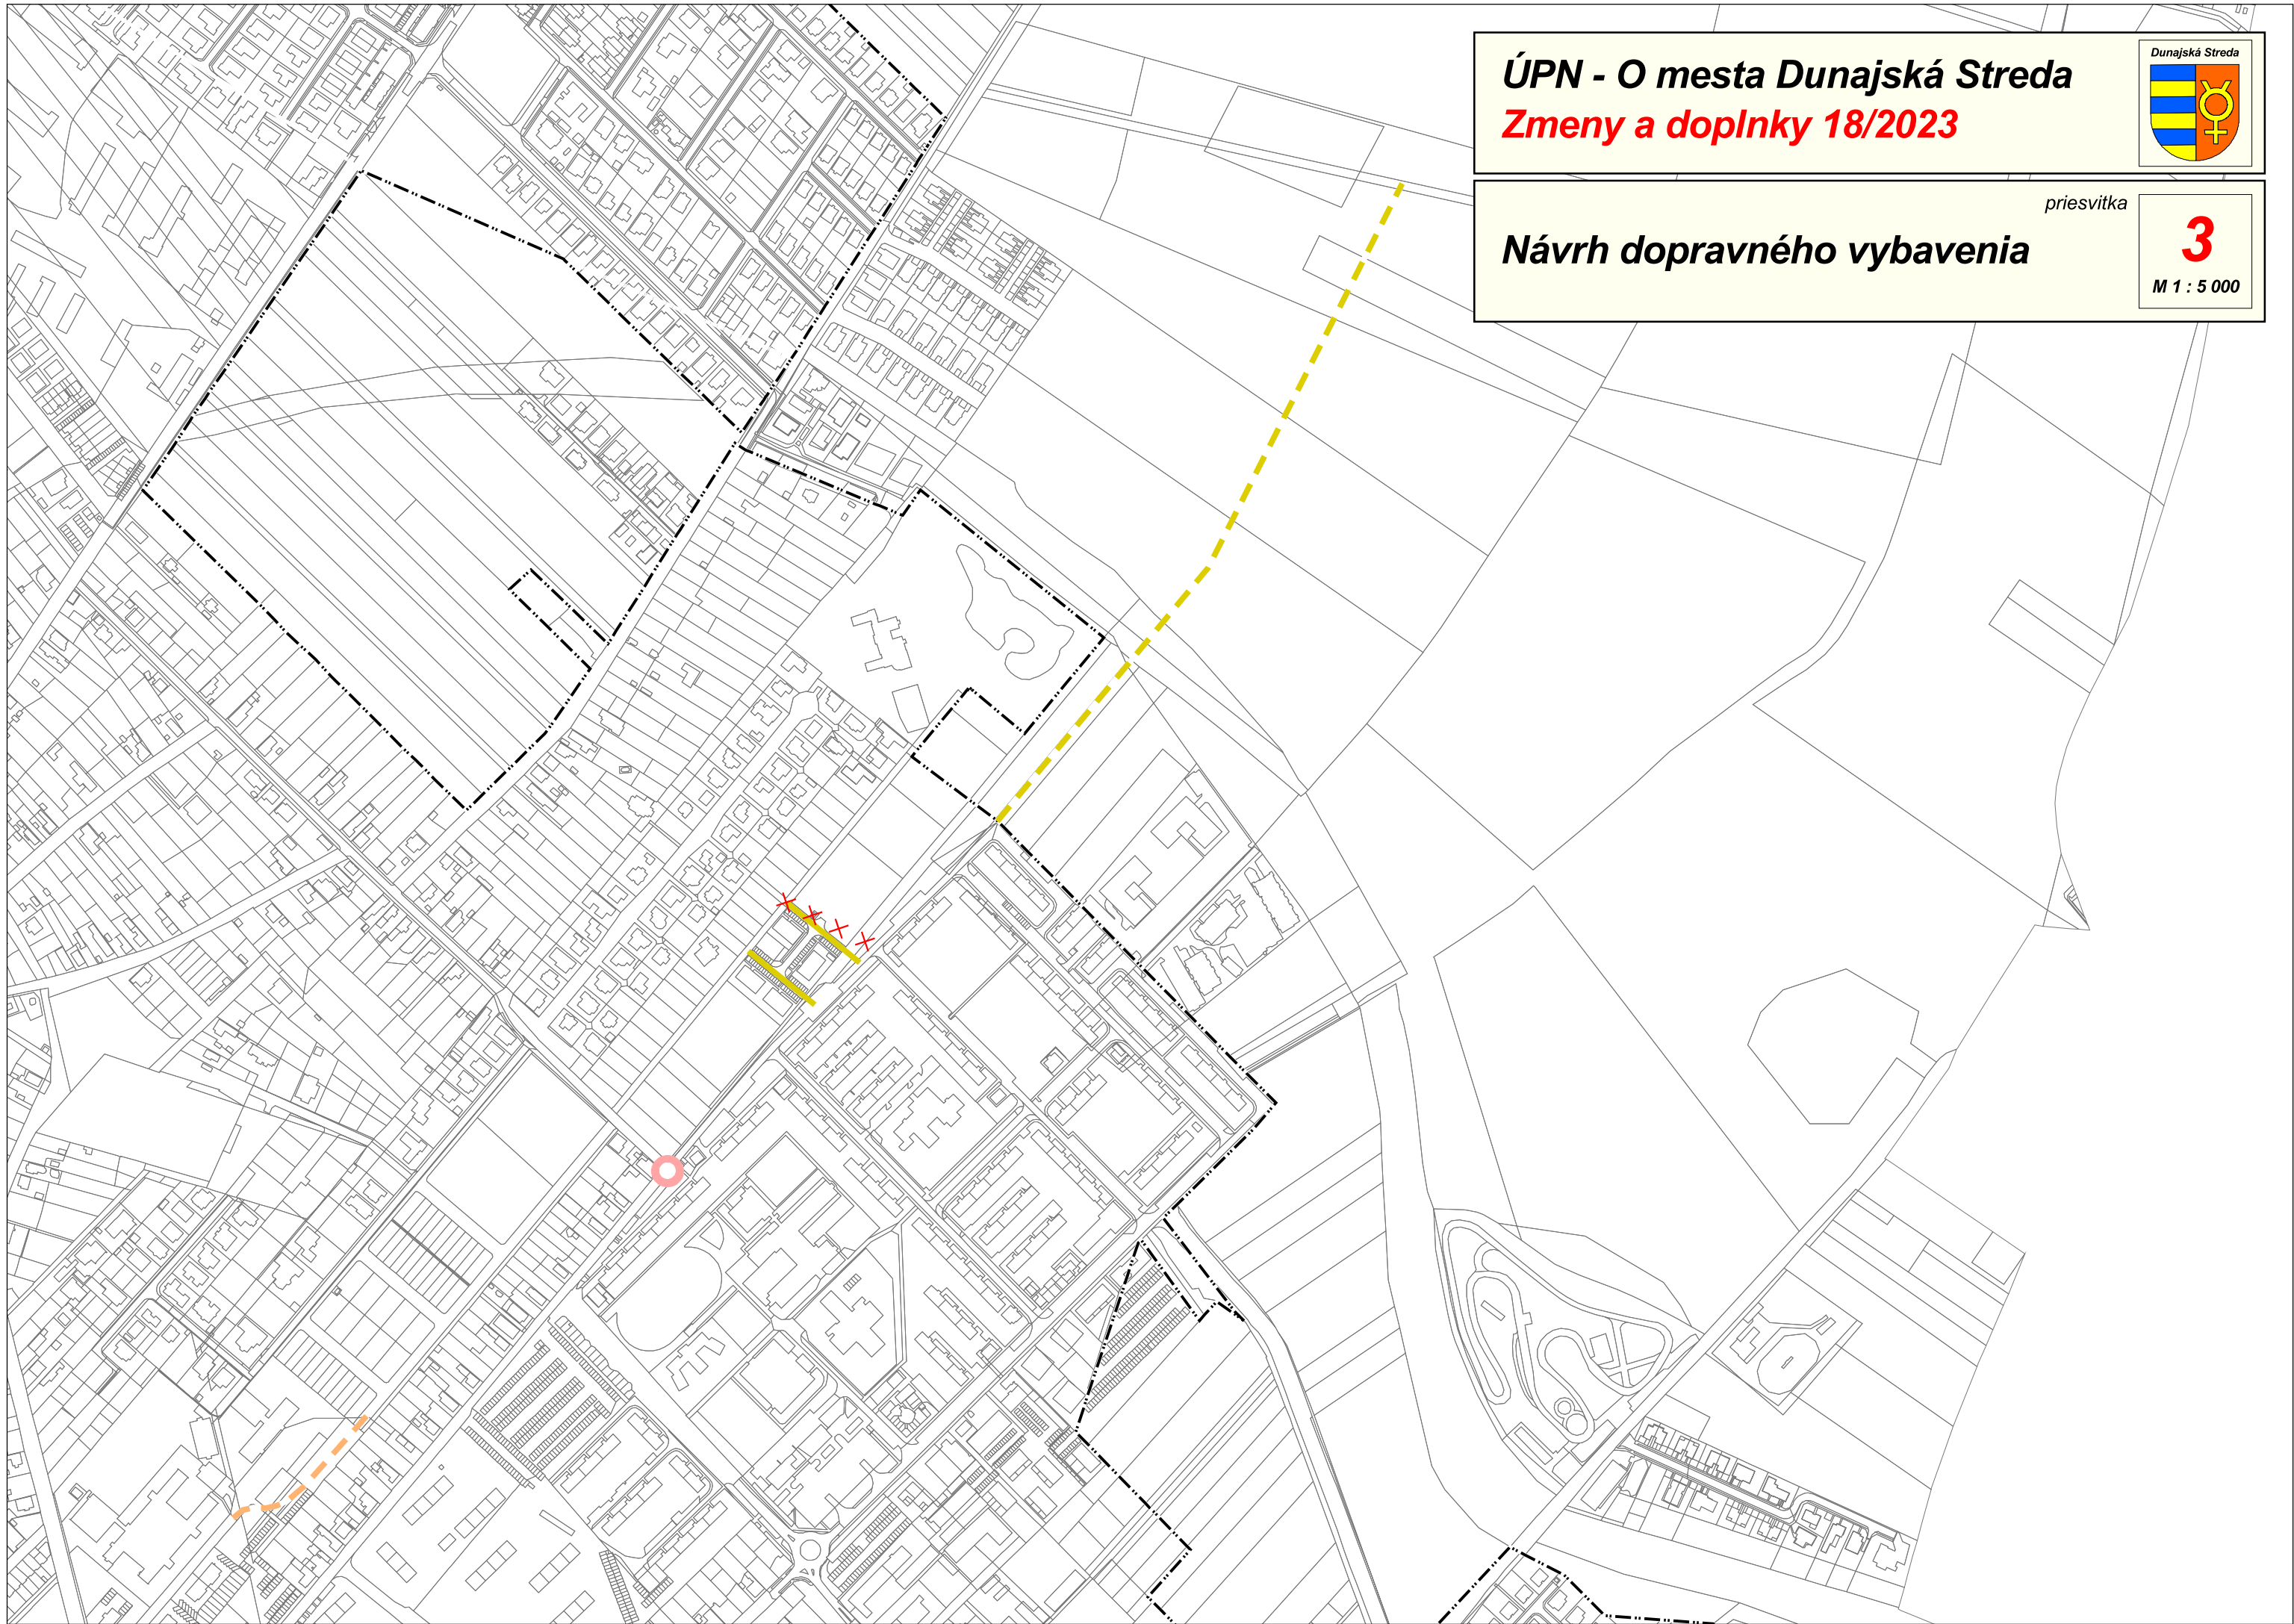 ÚPN - O mesta Dunajská Streda
Zmeny a doplnky 18/2023
Dunajská Streda
priesvitka
Návrh dopravného vybavenia
3
M 1 : 5 000